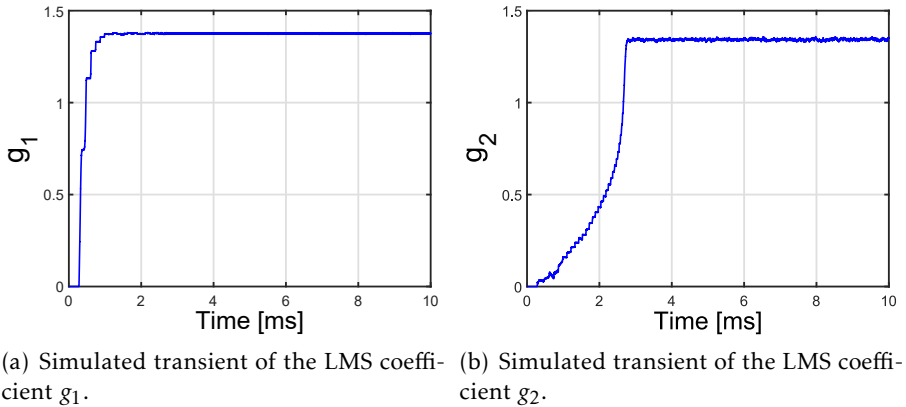 1.5
1
0.5
0
g1
0 2 4 6 8 10
Time [ms]
1.5
1
0.5
0
g2
0 2 4 6 8 10
Time [ms]
(a) Simulated transient of the LMS coeffi-
cient g1.
(b) Simulated transient of the LMS coeffi-
cient g2.